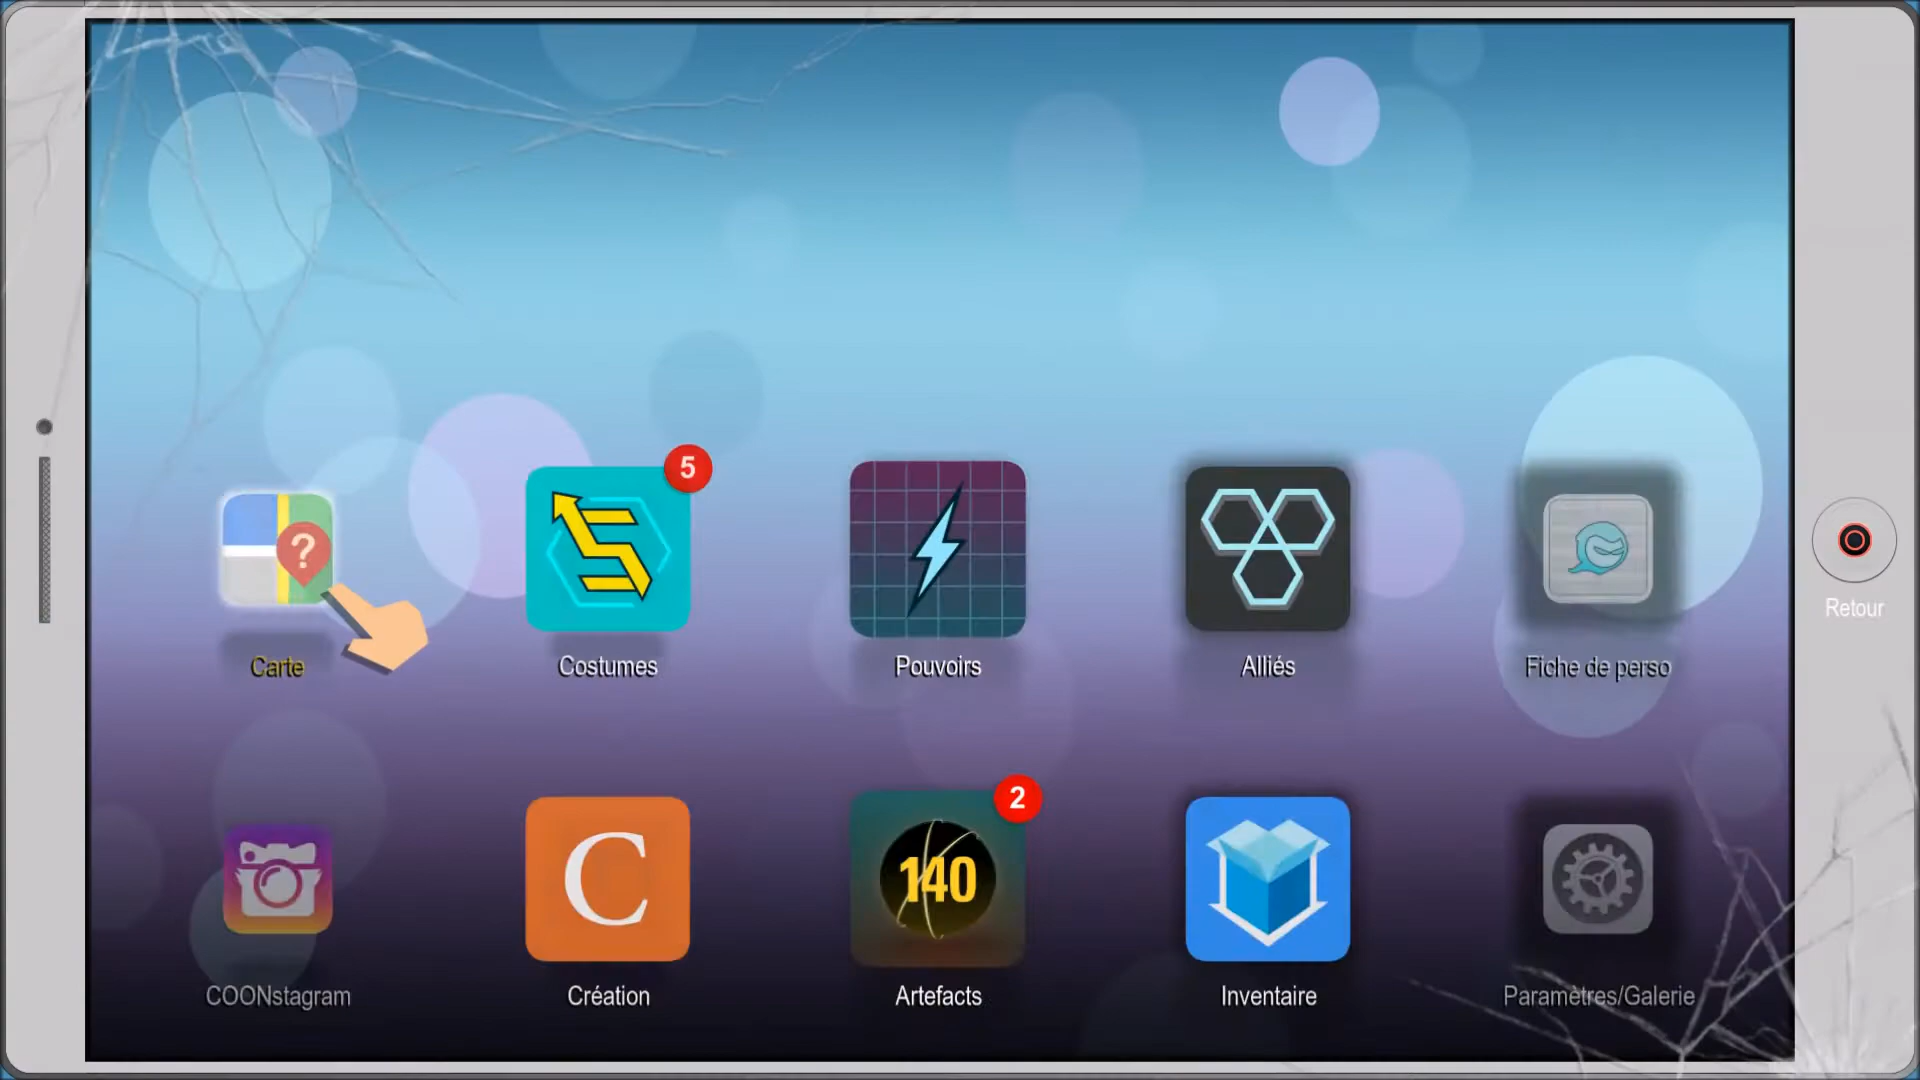 5
?
Carte
Costumes
Pouvoirs
Alliés
Fiche de perso
Retour
2
C
140
COONstagram
Création
Artefacts
Inventaire
Paramètres/Galerie